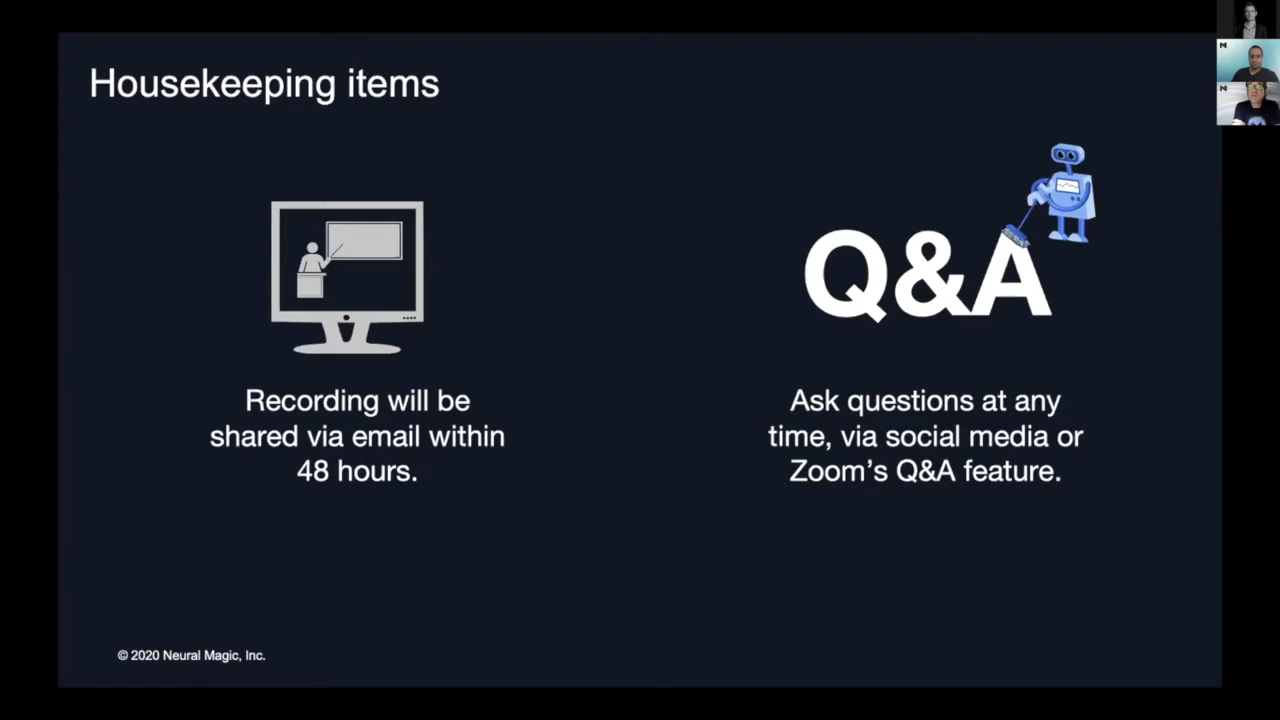 Housekeeping items
Q&A
Recording will be
shared via email within
48 hours.
Ask questions at any
time, via social media or
Zoom’s Q&A feature.
© 2020 Neural Magic, Inc.